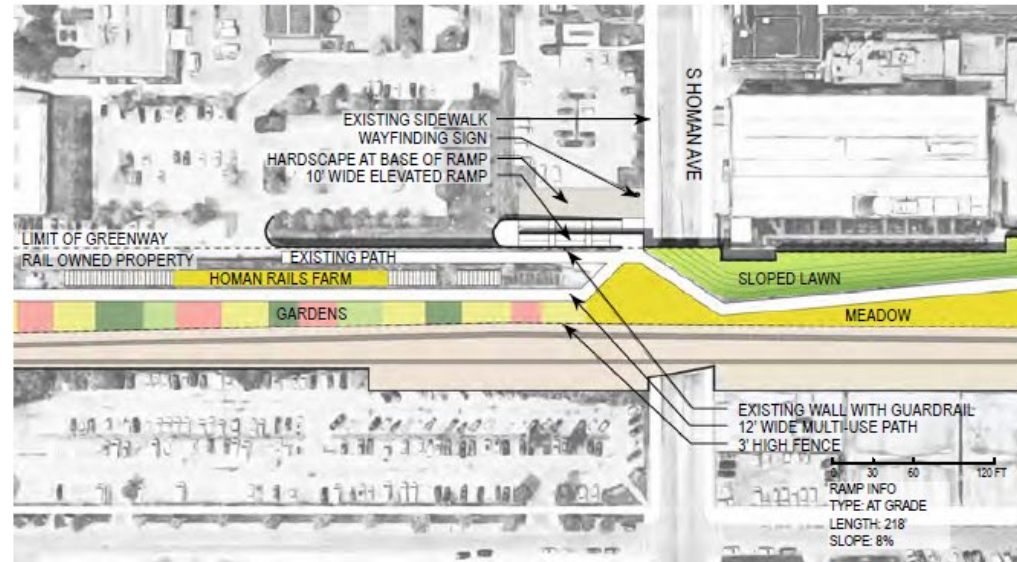 EXISTING SIDEWALK
WAYFINDING SIGN
HARDSCAPE AT BASE OF RAMP
10' WIDE ELEVATED RAMP
S HOMAN AVE
LIMIT OF GREENWAY
RAIL OWNED PROPERTY
EXISTING PATH
HOMAN RAILS FARM
SLOPED LAWN
GARDENS
MEADOW
EXISTING WALL WITH GUARDRAIL
12' WIDE MULTI-USE PATH
3' HIGH FENCE
0 30 60 120 FT
RAMP INFO
TYPE: AT GRADE
LENGTH: 218'
SLOPE: 8%